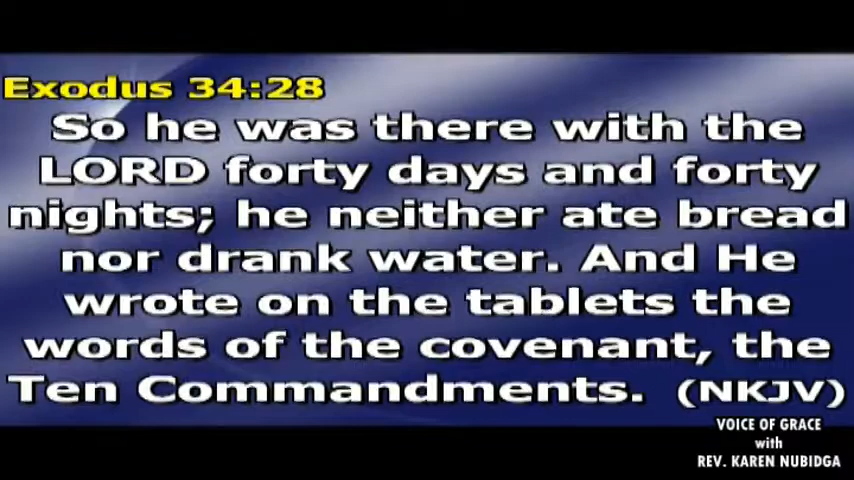 Exodus 34:28
So he was there with the
LORD forty days and forty
nights; he neither ate bread
nor drank water. And He
wrote on the tablets the
words of the covenant, the
Ten Commandments. (NKJV)
VOICE OF GRACE
with
REV. KAREN NUBIDGA